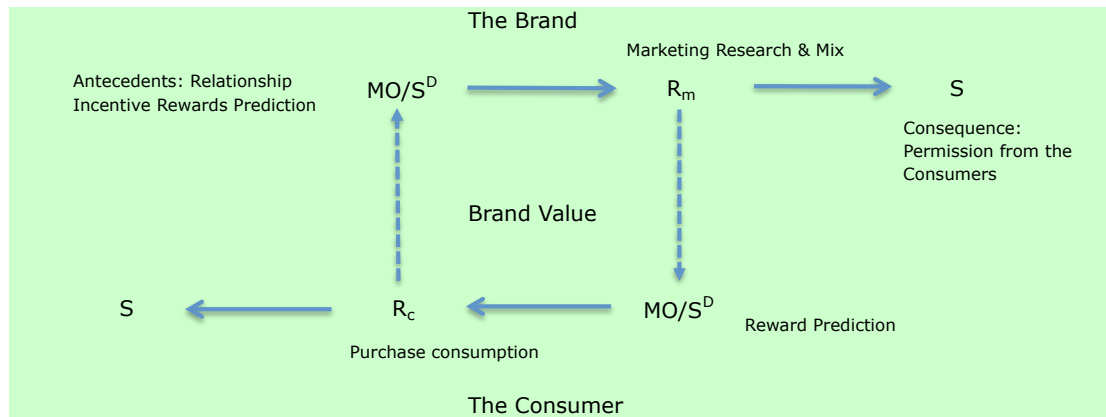 The Brand
Marketing Research & Mix
Antecedents: Relationship
Incentive Rewards Prediction
MO/S^D
R_m
S
Consequence:
Permission from the
Consumers
Brand Value
S
R_c
MO/S^D
Reward Prediction
Purchase consumption
The Consumer